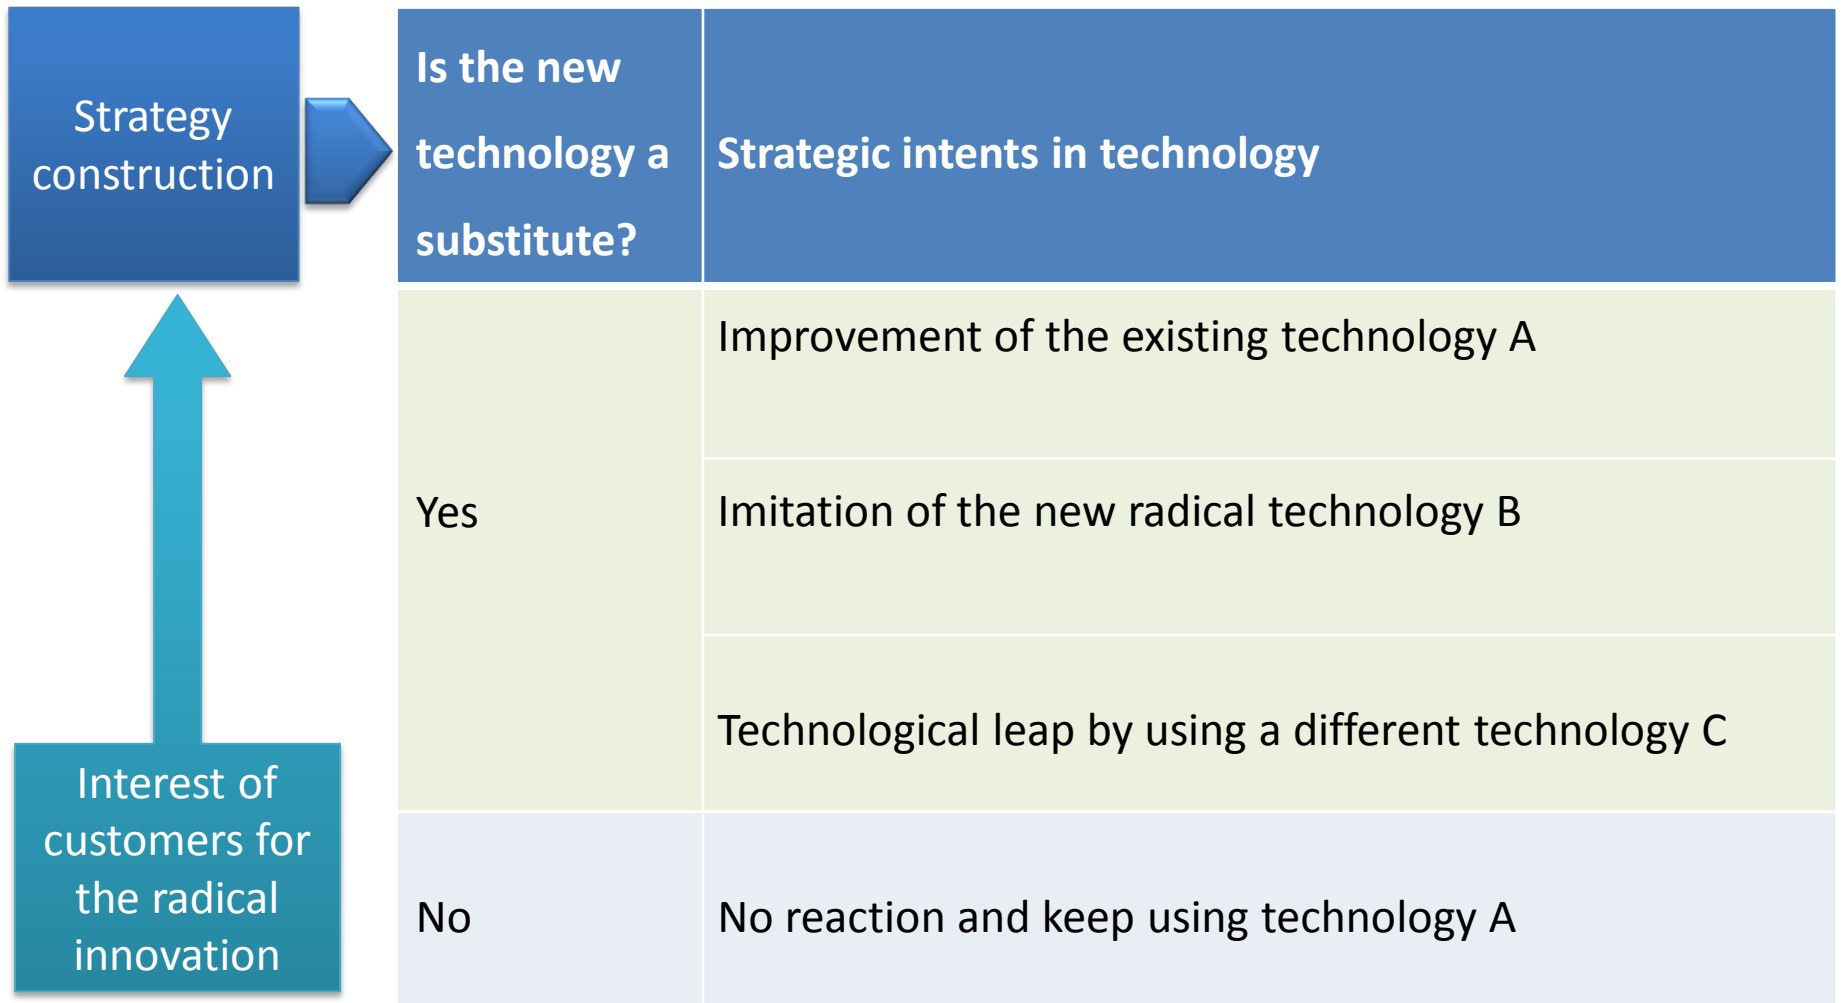 Strategy
construction
Is the new
technology a
substitute?
Strategic intents in technology
Yes
Improvement of the existing technology A
Imitation of the new radical technology B
Technological leap by using a different technology C
No
No reaction and keep using technology A
Interest of
customers for
the radical
innovation